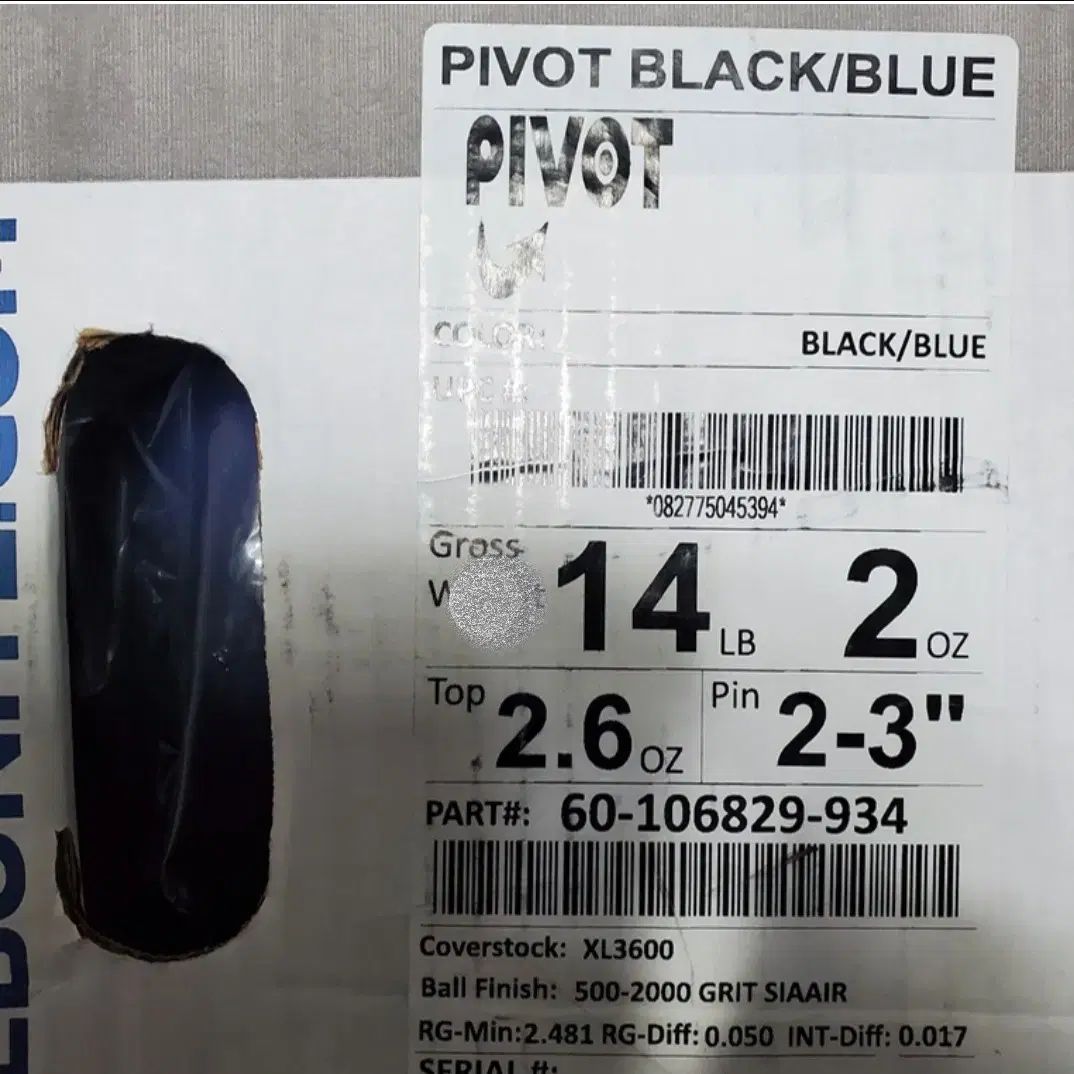 PIVOT BLACK/BLUE
PIVOT
COLOR: BLACK/BLUE
UPC #:
*082775045394*
Gross
14 LB 2 OZ
Top 2.6 OZ Pin 2-3"
PART#: 60-106829-934
Coverstock: XL3600
Ball Finish: 500-2000 GRIT SIAAIR
RG-Min:2.481 RG-Diff: 0.050 INT-Diff: 0.017
SERIAL #: